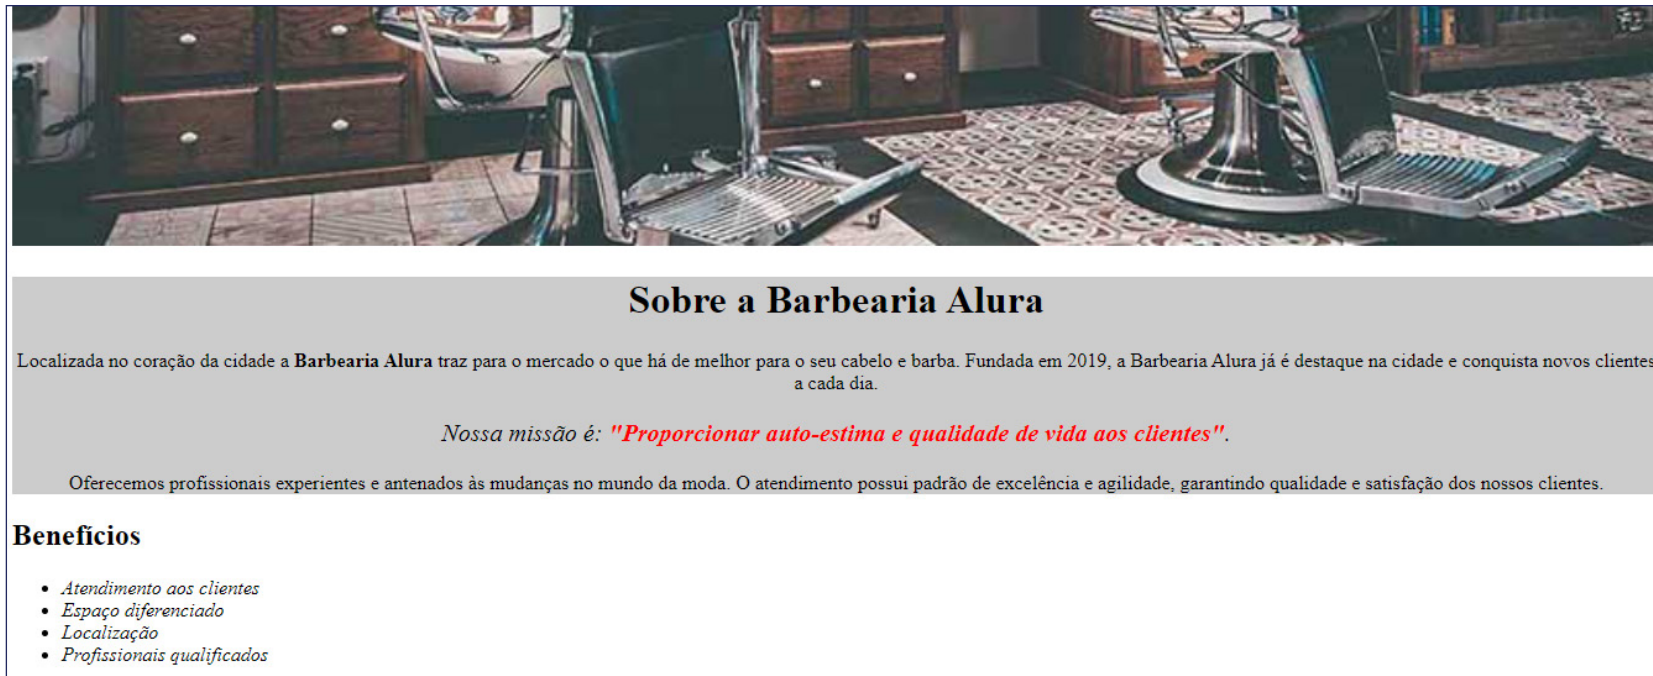 Sobre a Barbearia Alura
Localizada no coração da cidade a Barbearia Alura traz para o mercado o que há de melhor para o seu cabelo e barba. Fundada em 2019, a Barbearia Alura já é destaque na cidade e conquista novos clientes
a cada dia.
Nossa missão é: "Proporcionar auto-estima e qualidade de vida aos clientes".
Oferecemos profissionais experientes e antenados às mudanças no mundo da moda. O atendimento possui padrão de excelência e agilidade, garantindo qualidade e satisfação dos nossos clientes.
Benefícios
• Atendimento aos clientes
• Espaço diferenciado
• Localização
• Profissionais qualificados